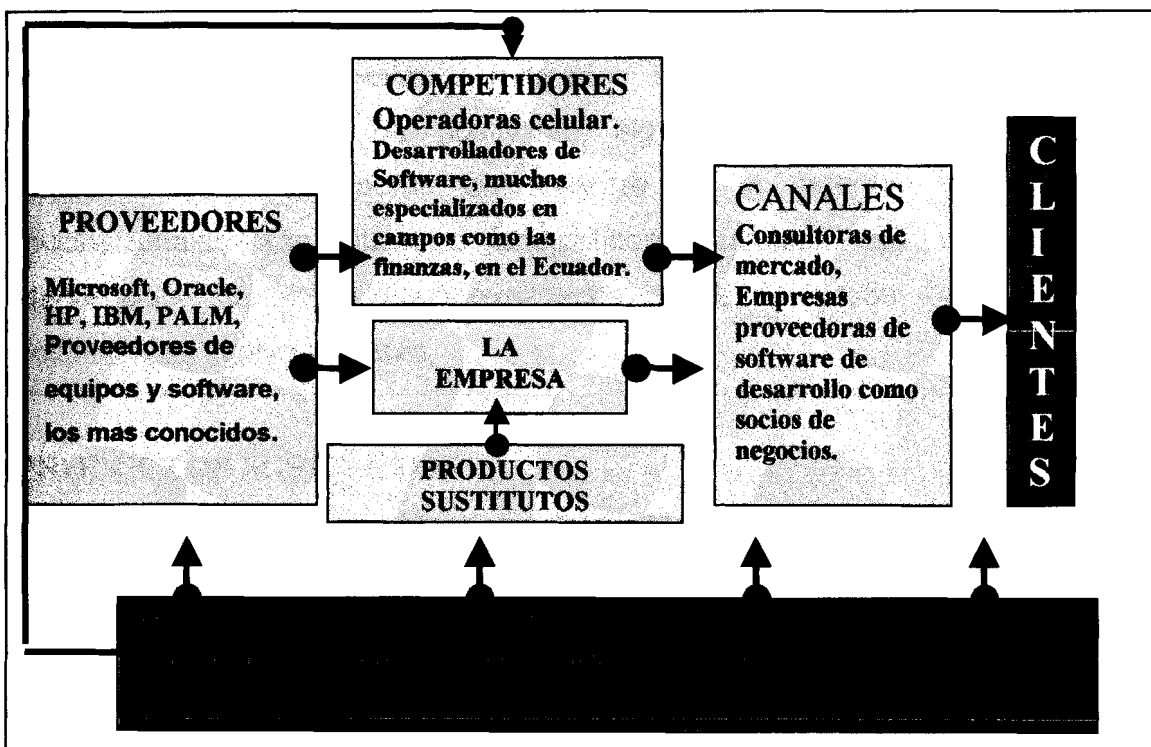 COMPETIDORES
Operadoras celular.
Desarrolladores de
Software, muchos
especializados en
campos como las
finanzas, en el Ecuador.
PROVEEDORES
Microsoft, Oracle,
HP, IBM, PALM,
Proveedores de
equipos y software,
los mas conocidos.
LA
EMPRESA
PRODUCTOS
SUSTITUTOS
CANALES
Consultoras de
mercado,
Empresas
proveedoras de
software de
desarrollo como
socios de
negocios.
CLIENTES